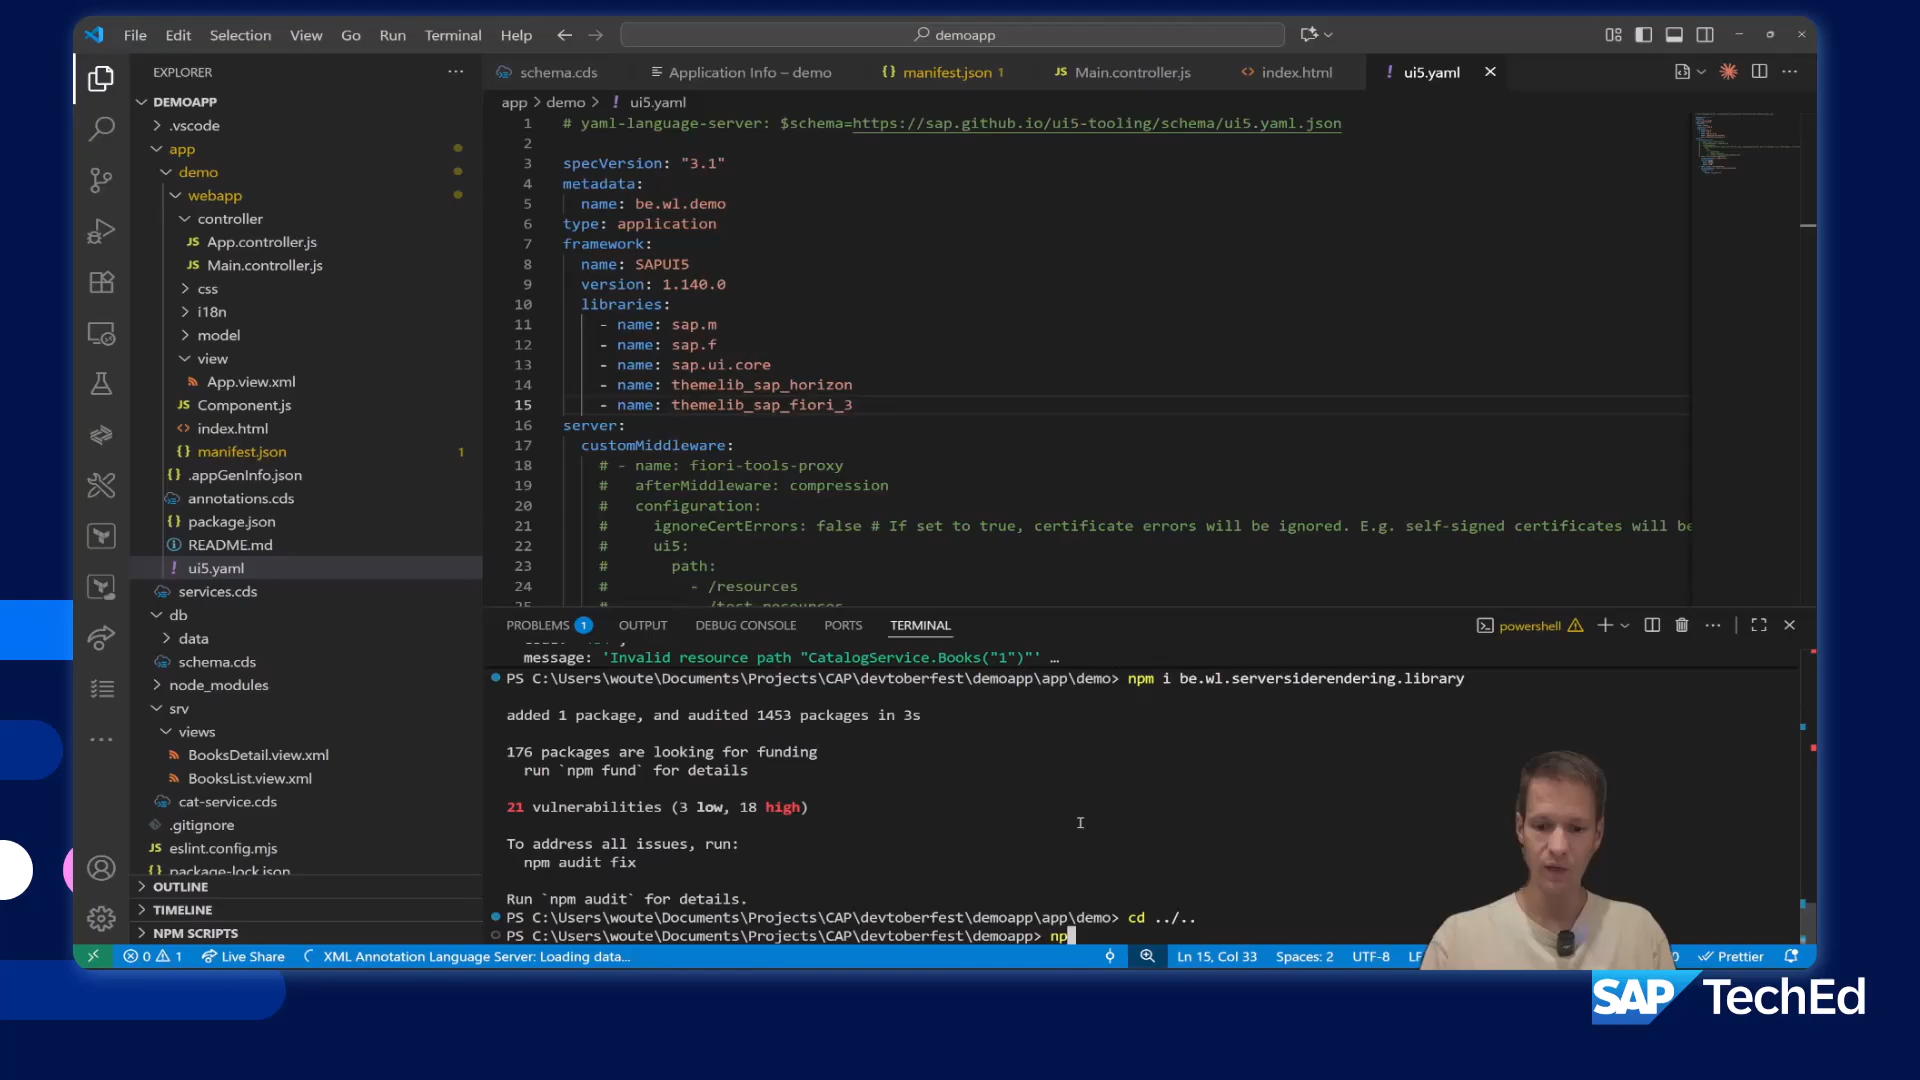 File Edit Selection View Go Run Terminal Help
demoapp
EXPLORER
DEMOAPP
.vscode
app
demo
webapp
controller
JS App.controller.js
JS Main.controller.js
css
i18n
model
view
App.view.xml
JS Component.js
<> index.html
{} manifest.json 1
{} .appGenInfo.json
annotations.cds
{} package.json
README.md
! ui5.yaml
services.cds
db
data
schema.cds
node_modules
srv
views
BooksDetail.view.xml
BooksList.view.xml
cat-service.cds
.gitignore
JS eslint.config.mjs
package-lock.json
OUTLINE
TIMELINE
NPM SCRIPTS
schema.cds
Application Info – demo
{} manifest.json 1
JS Main.controller.js
<> index.html
! ui5.yaml
app > demo > ! ui5.yaml
1 # yaml-language-server: $schema=https://sap.github.io/ui5-tooling/schema/ui5.yaml.json
2
3 specVersion: "3.1"
4 metadata:
5 name: be.wl.demo
6 type: application
7 framework:
8 name: SAPUI5
9 version: 1.140.0
10 libraries:
11 - name: sap.m
12 - name: sap.f
13 - name: sap.ui.core
14 - name: themelib_sap_horizon
15 - name: themelib_sap_fiori_3
16 server:
17 customMiddleware:
18 # - name: fiori-tools-proxy
19 # afterMiddleware: compression
20 # configuration:
21 # ignoreCertErrors: false # If set to true, certificate errors will be ignored. E.g. self-signed certificates will be
22 # ui5:
23 # path:
24 # - /resources
25 # - /test-resources
PROBLEMS 1 OUTPUT DEBUG CONSOLE PORTS TERMINAL
powershell
message: 'Invalid resource path "CatalogService.Books("1")"' …
PS C:\Users\woute\Documents\Projects\CAP\devtoberfest\demoapp\app\demo> npm i be.wl.serversiderendering.library
added 1 package, and audited 1453 packages in 3s
176 packages are looking for funding
run `npm fund` for details
21 vulnerabilities (3 low, 18 high)
To address all issues, run:
npm audit fix
Run `npm audit` for details.
PS C:\Users\woute\Documents\Projects\CAP\devtoberfest\demoapp\app\demo> cd ../..
PS C:\Users\woute\Documents\Projects\CAP\devtoberfest\demoapp> np
0 1 Live Share XML Annotation Language Server: Loading data... Ln 15, Col 33 Spaces: 2 UTF-8 LF Prettier
SAP TechEd